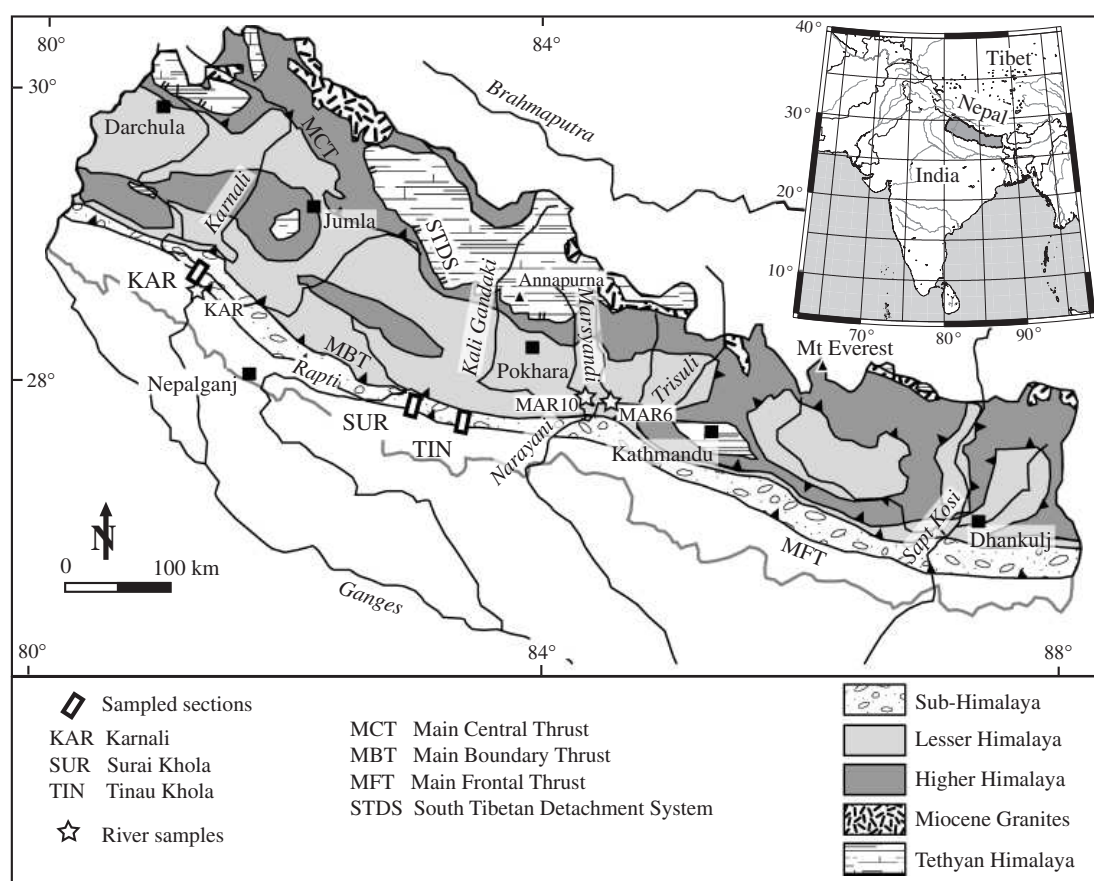 80°
84°
40°
Tibet
30°
Brahmaputra
Nepal
Darchula
30°
MCT
India
20°
Karnali
Jumla
STDS
10°
KAR
Annapurna
KAR
Kali Gandaki
Marsyandi
70°
80°
90°
Mt Everest
MBT
Pokhara
Trisuli
28°
Nepalganj
Rapti
MAR10
MAR6
SUR
TIN
Narayani
Kathmandu
Sapt Kosi
N
Dhankulj
MFT
0
100 km
Ganges
80°
84°
88°
Sampled sections
KAR Karnali
SUR Surai Khola
TIN Tinau Khola
River samples
MCT Main Central Thrust
MBT Main Boundary Thrust
MFT Main Frontal Thrust
STDS South Tibetan Detachment System
Sub-Himalaya
Lesser Himalaya
Higher Himalaya
Miocene Granites
Tethyan Himalaya